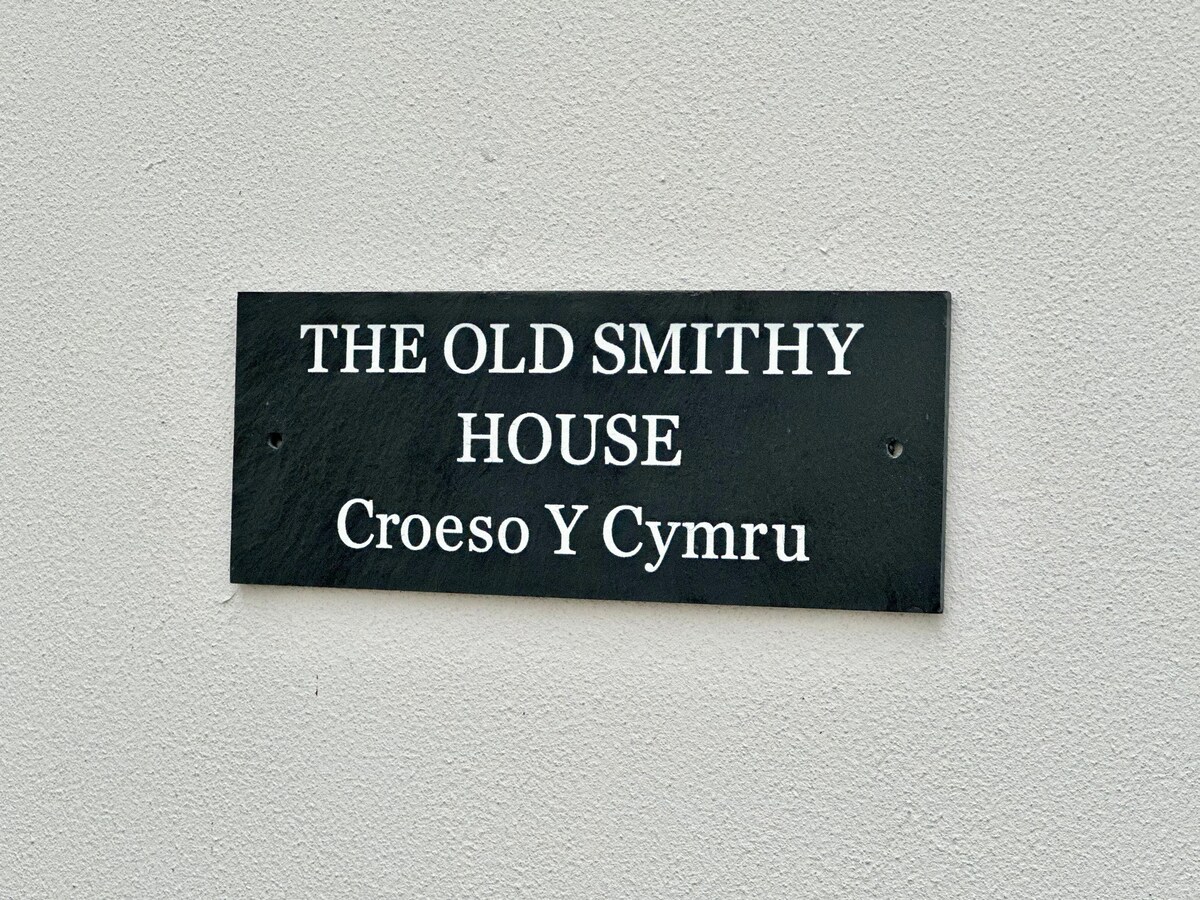 THE OLD SMITHY
HOUSE
Croeso Y Cymru